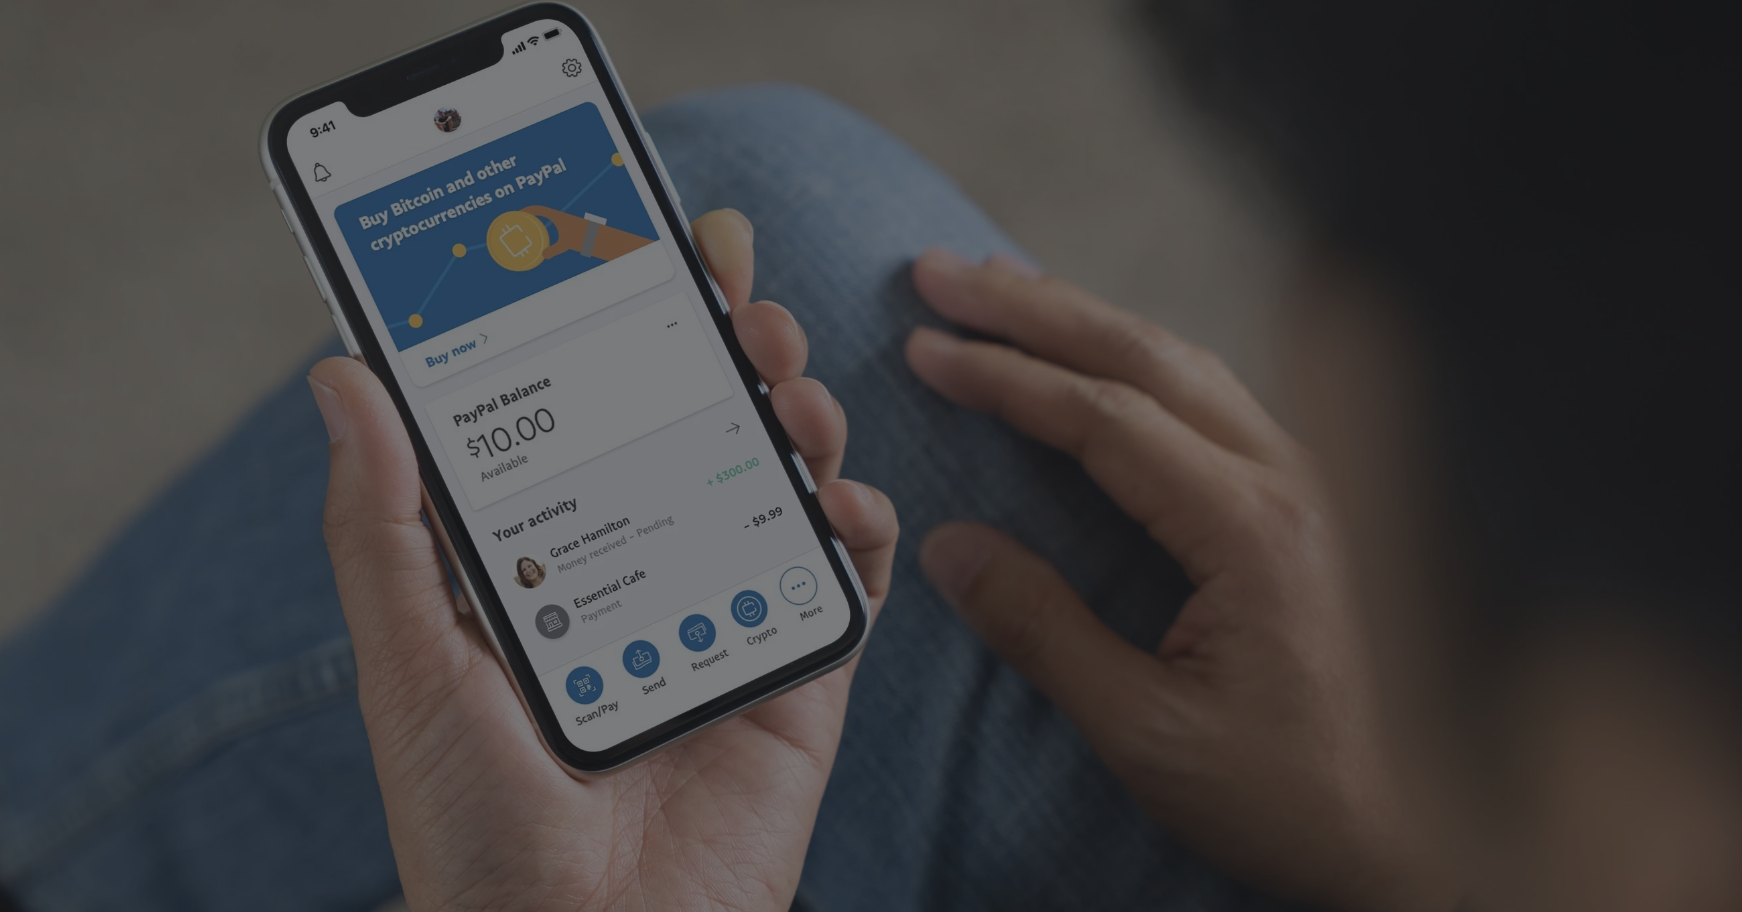 9:41
Buy Bitcoin and other
cryptocurrencies on PayPal
Buy now
PayPal Balance
$10.00
Available
Your activity
Grace Hamilton
Money received – Pending
+ $300.00
Essential Cafe
Payment
– $9.99
Scan/Pay
Send
Request
Crypto
More